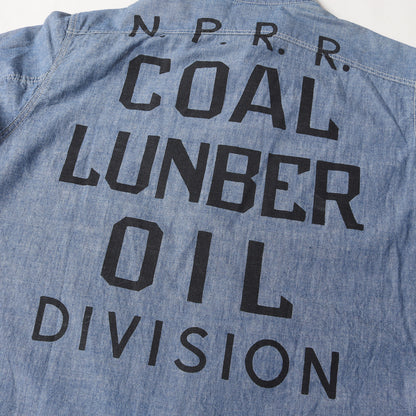 N. P. R. R.
COAL
LUNBER
OIL
DIVISION